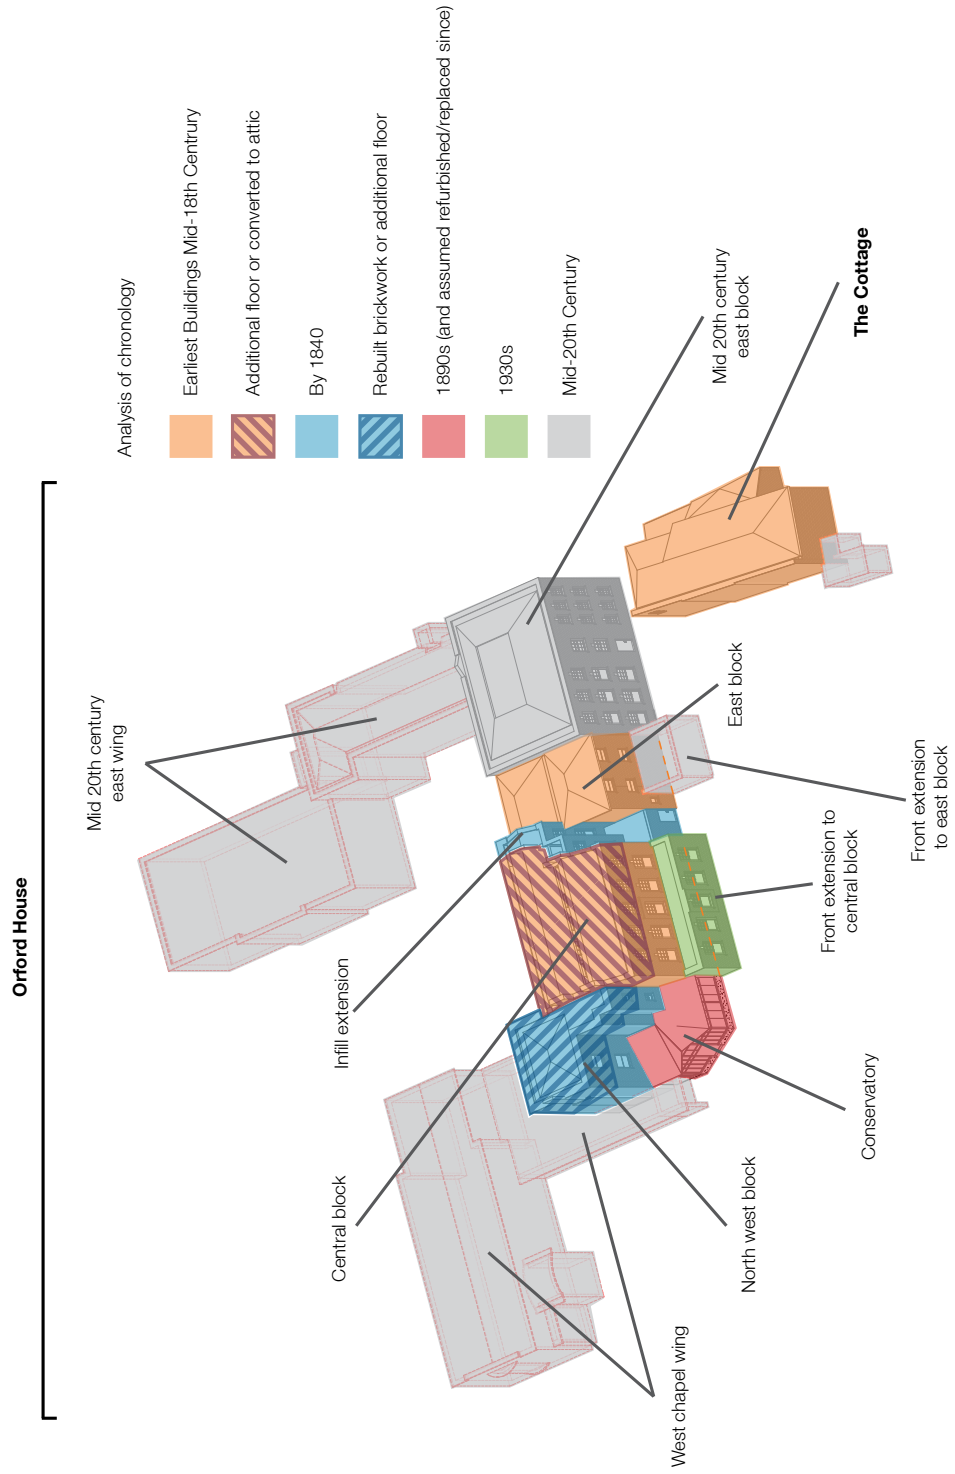 Orford House
Analysis of chronology
Earliest Buildings Mid-18th Centrury
Additional floor or converted to attic
By 1840
Rebuilt brickwork or additional floor
1890s (and assumed refurbished/replaced since)
1930s
Mid-20th Century
Mid 20th century
east wing
Infill extension
Central block
West chapel wing
North west block
Conservatory
Front extension to
central block
Front extension
to east block
East block
Mid 20th century
east block
The Cottage